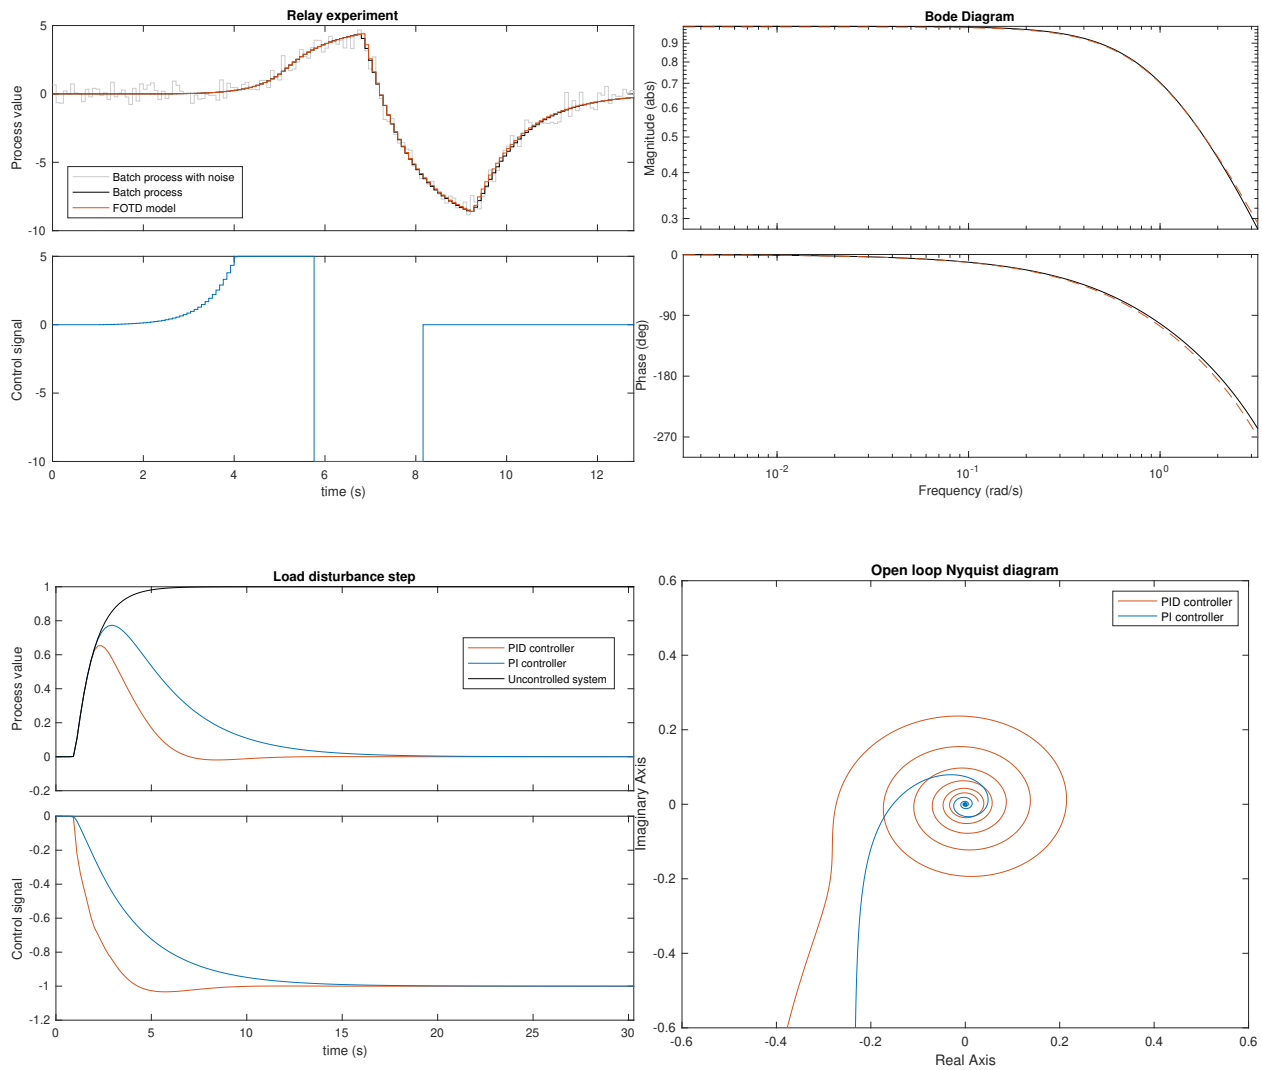 Relay experiment
5
0
-5
-10
Process value
Batch process with noise
Batch process
FOTD model
5
0
-5
-10
Control signal
0
2
4
6
8
10
12
time (s)
Bode Diagram
0.9
0.8
0.7
0.6
0.5
0.4
0.3
Magnitude (abs)
0
-90
-180
-270
Phase (deg)
10-2
10-1
100
Frequency (rad/s)
Load disturbance step
1
0.8
0.6
0.4
0.2
0
-0.2
Process value
PID controller
PI controller
Uncontrolled system
0
-0.2
-0.4
-0.6
-0.8
-1
-1.2
Control signal
0
5
10
15
20
25
30
time (s)
Open loop Nyquist diagram
0.6
0.4
0.2
0
-0.2
-0.4
-0.6
Imaginary Axis
PID controller
PI controller
-0.6
-0.4
-0.2
0
0.2
0.4
0.6
Real Axis